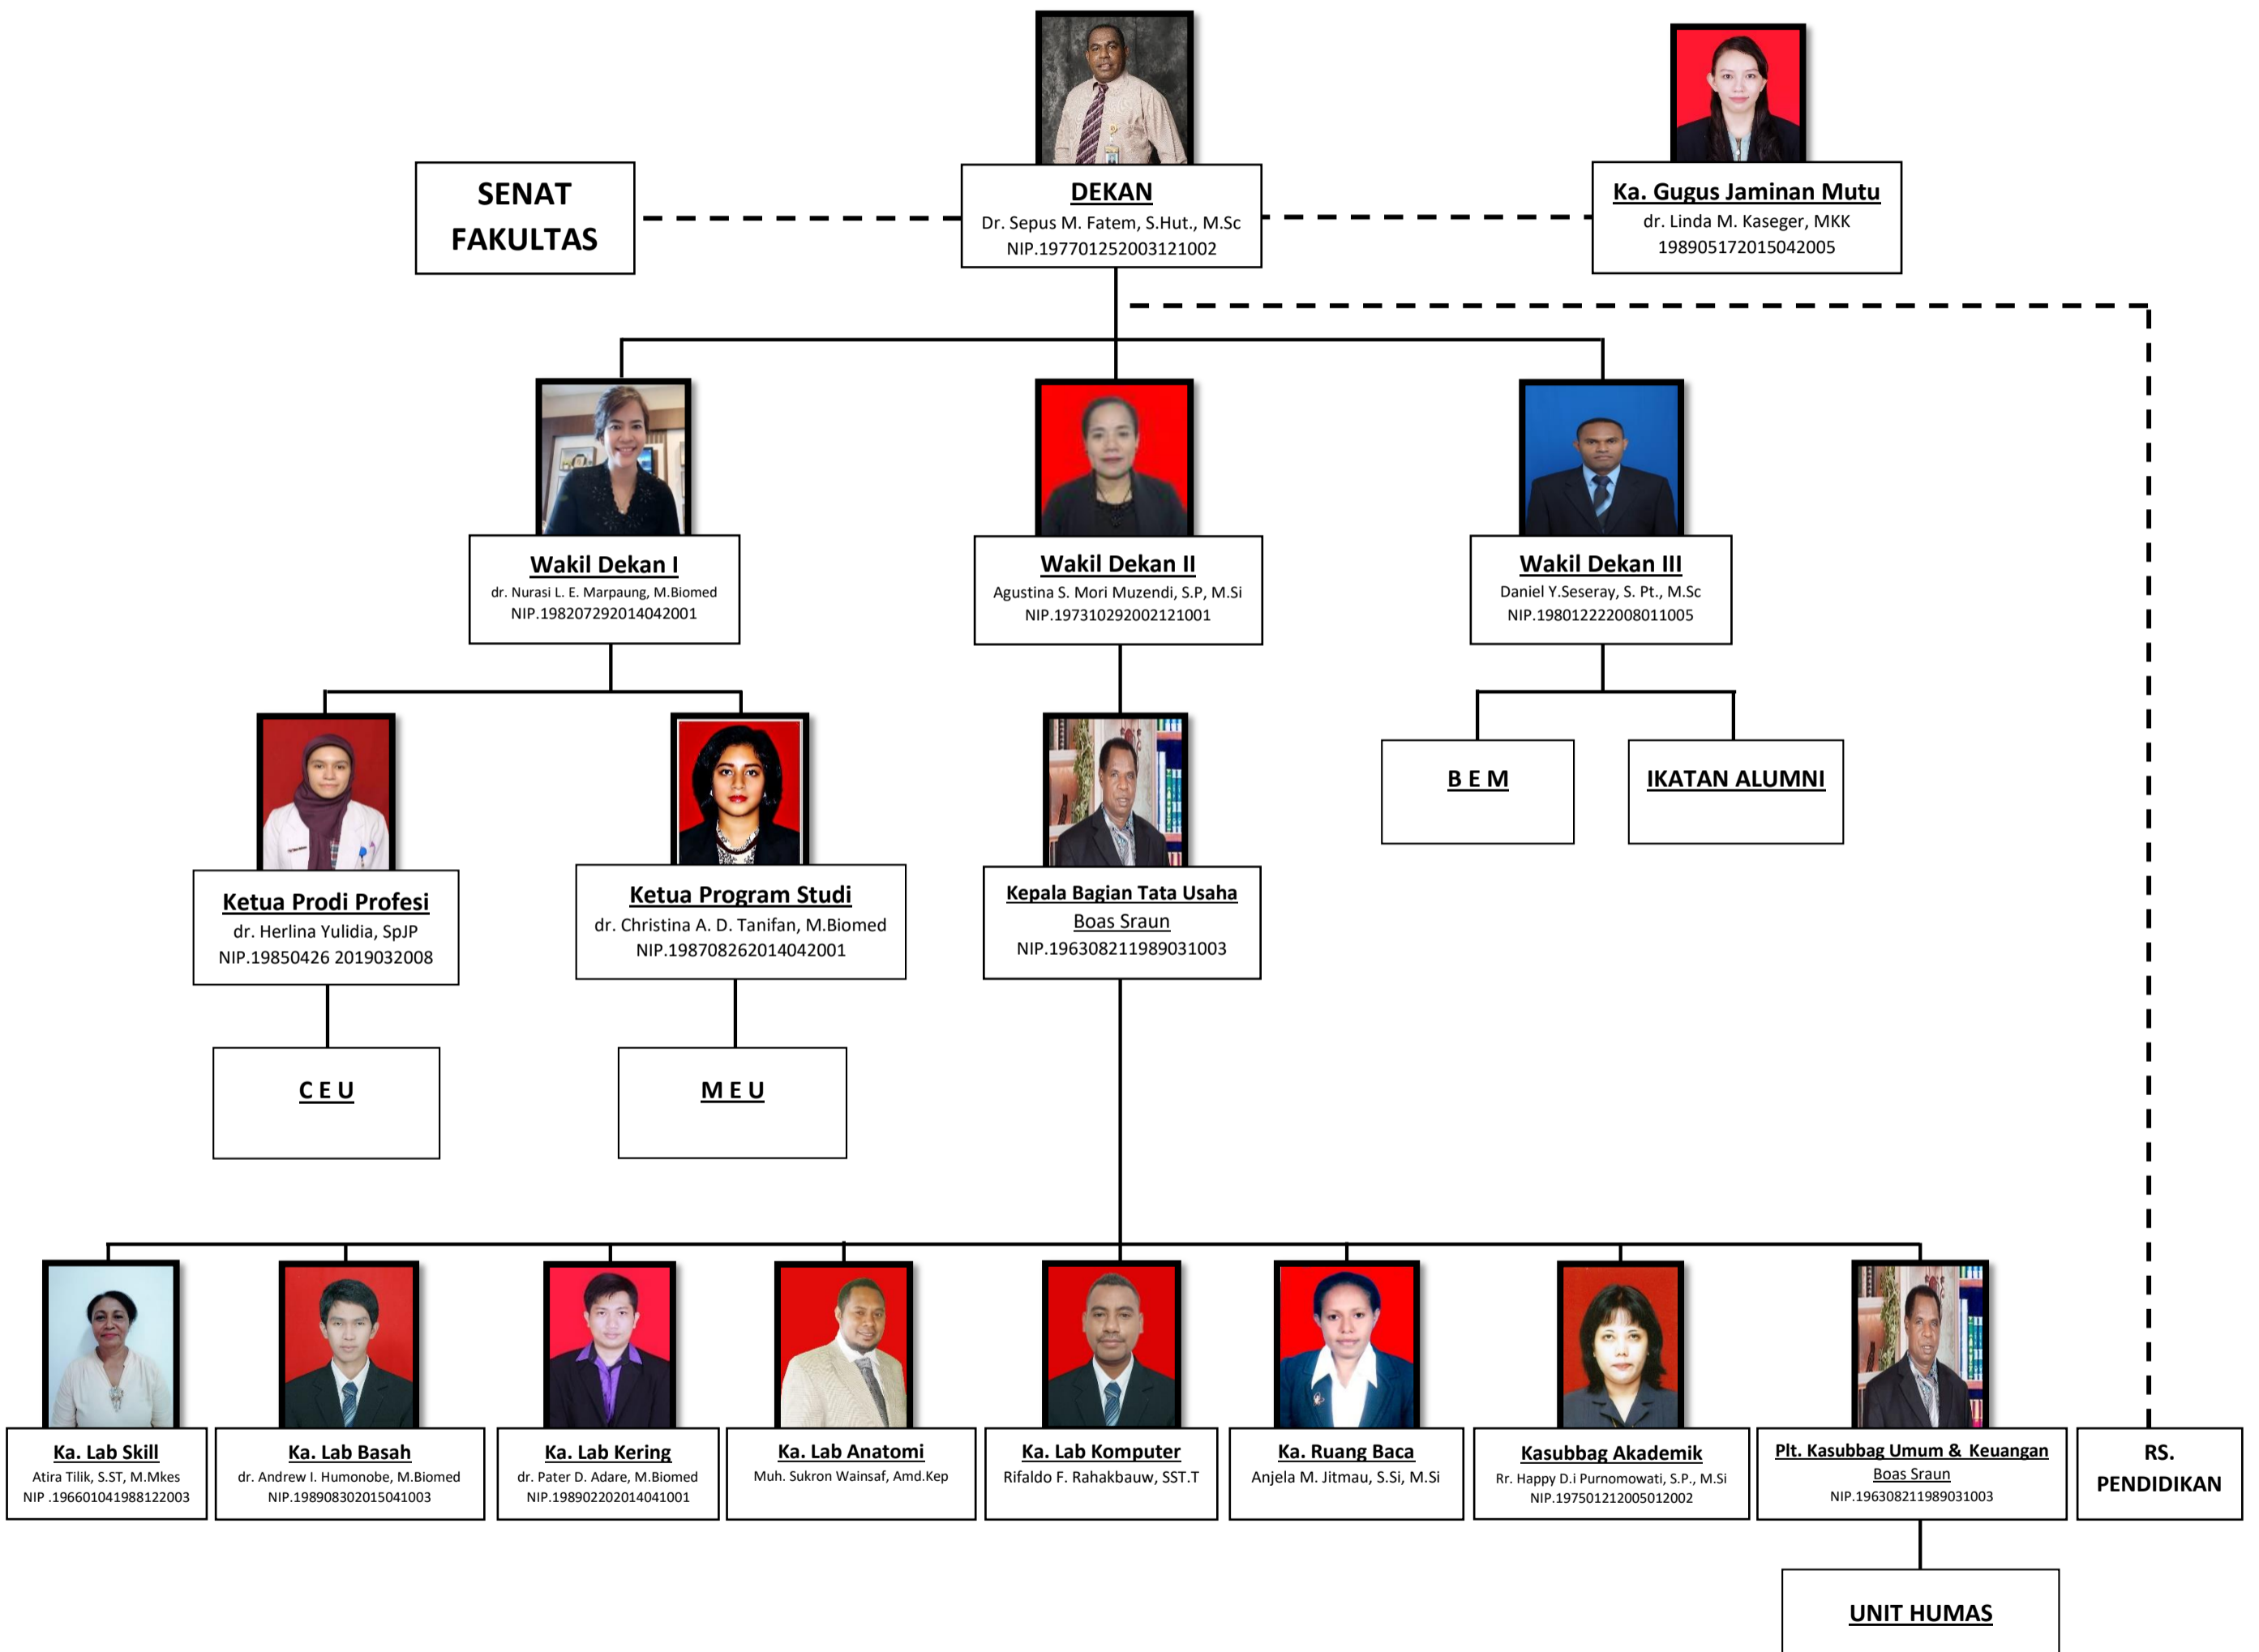 SENAT
FAKULTAS
DEKAN
Dr. Sepus M. Fatem, S.Hut., M.Sc
NIP.197701252003121002
Ka. Gugus Jaminan Mutu
dr. Linda M. Kaseger, MKK
198905172015042005
Wakil Dekan I
dr. Nurasi L. E. Marpaung, M.Biomed
NIP.198207292014042001
Wakil Dekan II
Agustina S. Mori Muzendi, S.P, M.Si
NIP.197310292002121001
Wakil Dekan III
Daniel Y.Seseray, S. Pt., M.Sc
NIP.198012222008011005
Ketua Prodi Profesi
dr. Herlina Yulidia, SpJP
NIP.19850426 2019032008
Ketua Program Studi
dr. Christina A. D. Tanifan, M.Biomed
NIP.198708262014042001
Kepala Bagian Tata Usaha
Boas Sraun
NIP.196308211989031003
B E M
IKATAN ALUMNI
C E U
M E U
Ka. Lab Skill
Atira Tilik, S.ST, M.Mkes
NIP .196601041988122003
Ka. Lab Basah
dr. Andrew I. Humonobe, M.Biomed
NIP.198908302015041003
Ka. Lab Kering
dr. Pater D. Adare, M.Biomed
NIP.198902202014041001
Ka. Lab Anatomi
Muh. Sukron Wainsaf, Amd.Kep
Ka. Lab Komputer
Rifaldo F. Rahakbauw, SST.T
Ka. Ruang Baca
Anjela M. Jitmau, S.Si, M.Si
Kasubbag Akademik
Rr. Happy D.i Purnomowati, S.P., M.Si
NIP.197501212005012002
Plt. Kasubbag Umum & Keuangan
Boas Sraun
NIP.196308211989031003
RS.
PENDIDIKAN
UNIT HUMAS